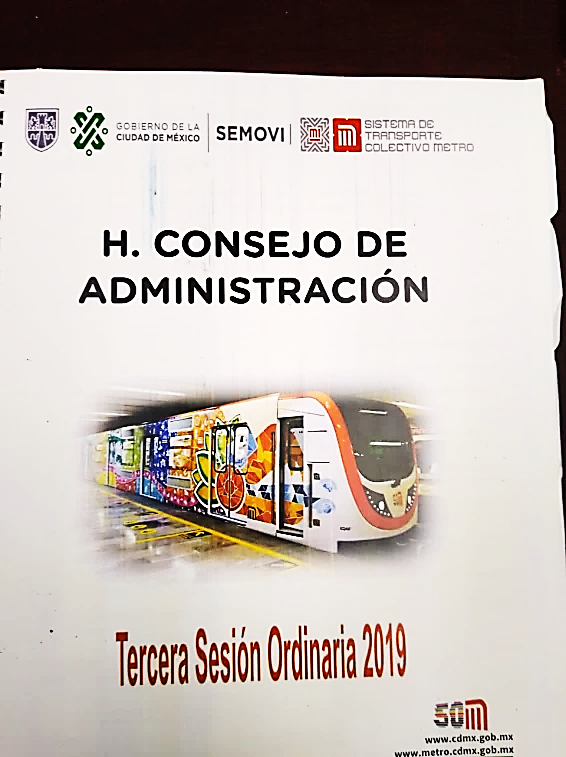 GOBIERNO DE LA
CIUDAD DE MÉXICO
SEMOVI
SISTEMA DE
TRANSPORTE
COLECTIVO METRO
H. CONSEJO DE
ADMINISTRACIÓN
Tercera Sesión Ordinaria 2019
50
www.cdmx.gob.mx
www.metro.cdmx.gob.mx